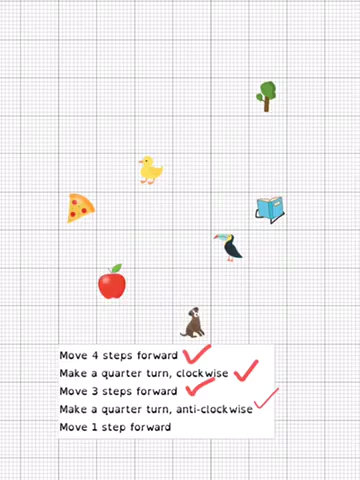 Move 4 steps forward
Make a quarter turn, clockwise
Move 3 steps forward
Make a quarter turn, anti-clockwise
Move 1 step forward